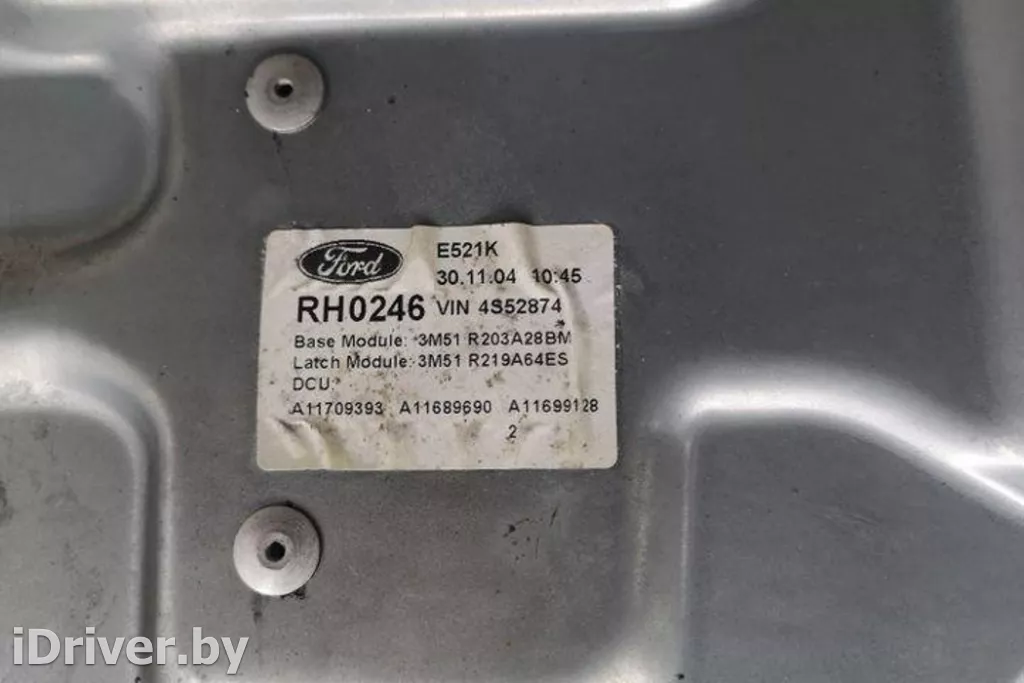 Ford
E521K
30.11.04 10:45
RH0246 VIN 4S52874
Base Module: 3M51 R203A28BM
Latch Module: 3M51 R219A64ES
DCU:
A11709393 A11689690 A11699128
2
iDriver.by